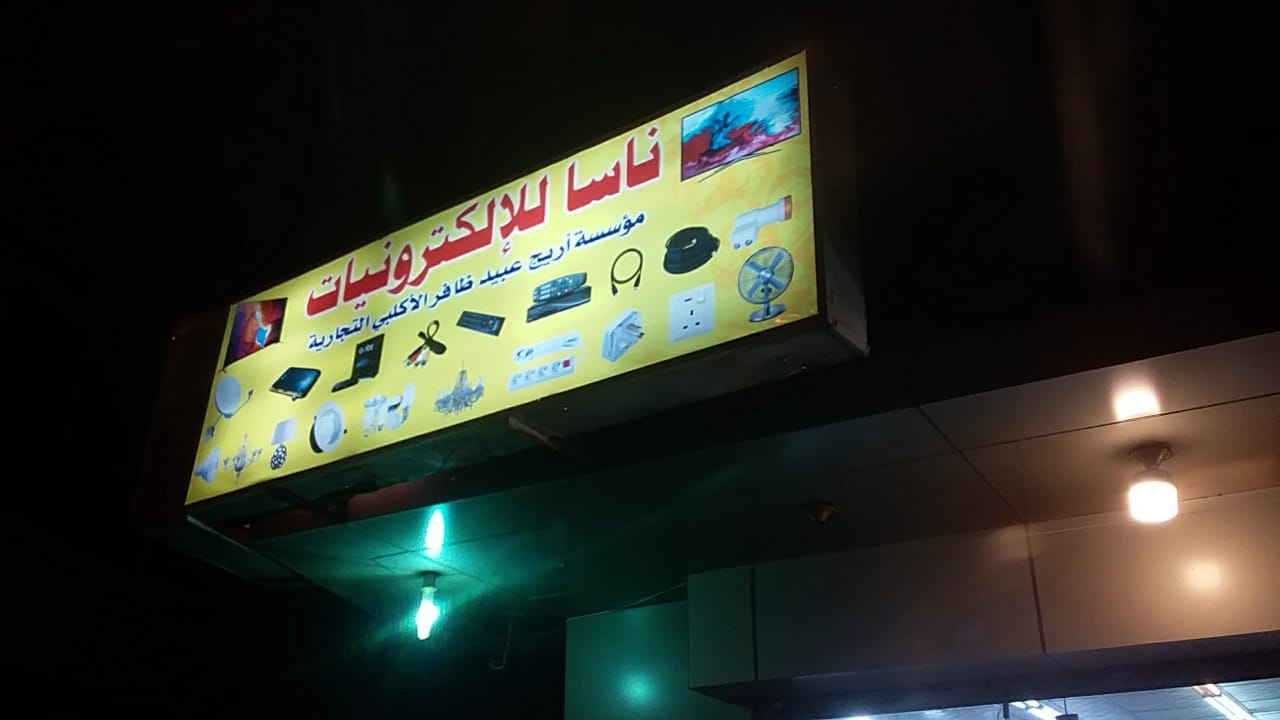 ناسا للإلكترونيات
مؤسسة أريج عبيد ظافر الأكلبي التجارية